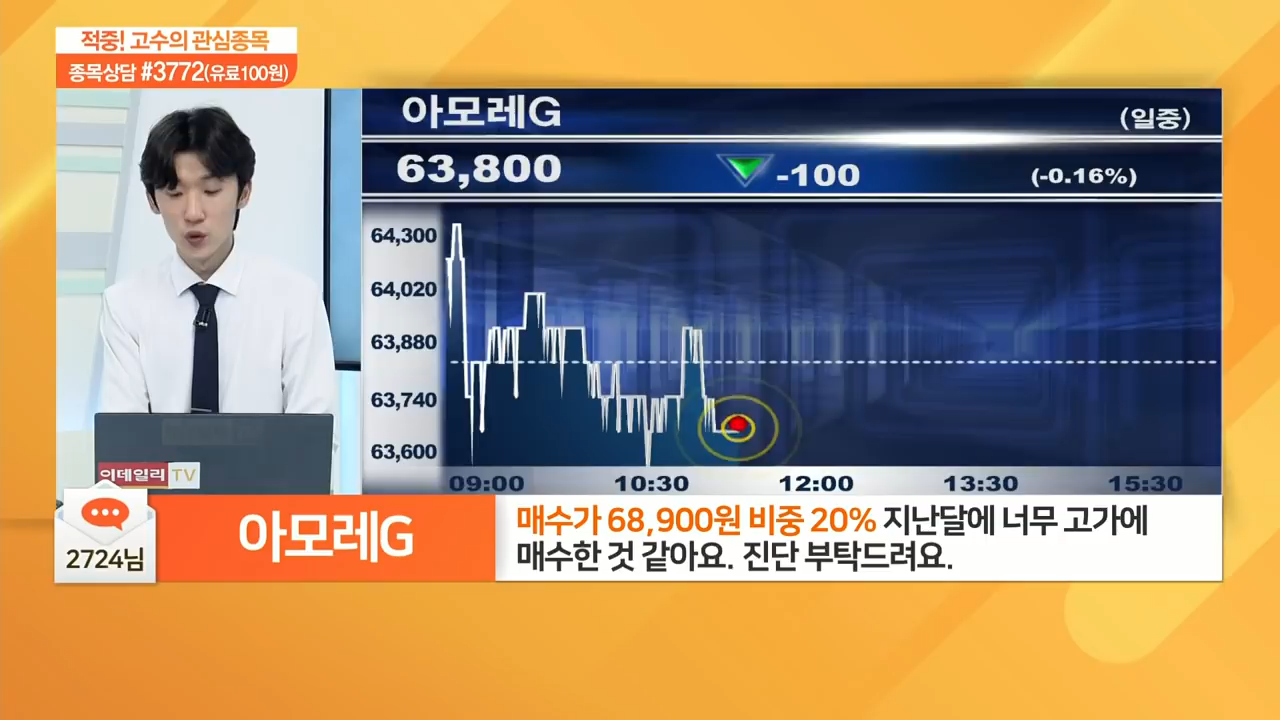 적중! 고수의 관심종목
종목상담 #3772(유료100원)
아모레G
(일중)
63,800
-100
(-0.16%)
64,300
64,020
63,880
63,740
63,600
09:00
10:30
12:00
13:30
15:30
이데일리 TV
2724님
아모레G
매수가 68,900원 비중 20% 지난달에 너무 고가에
매수한 것 같아요. 진단 부탁드려요.